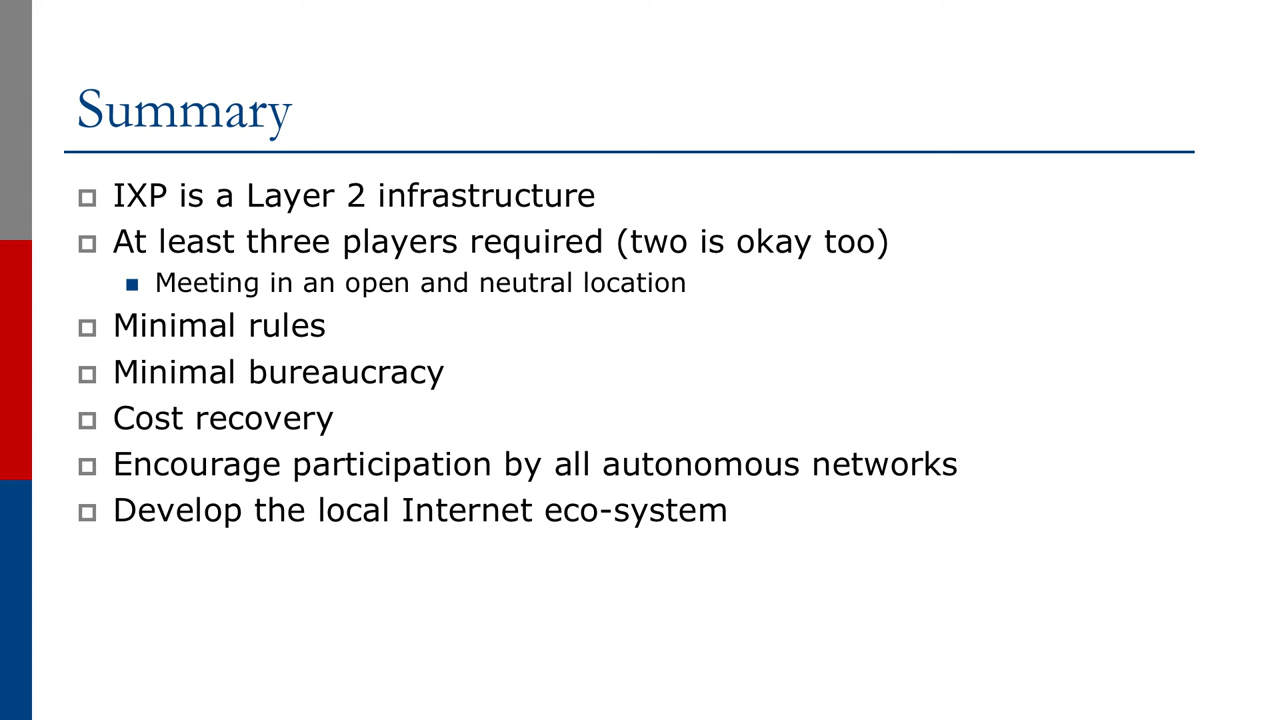 Summary
IXP is a Layer 2 infrastructure
At least three players required (two is okay too)
Meeting in an open and neutral location
Minimal rules
Minimal bureaucracy
Cost recovery
Encourage participation by all autonomous networks
Develop the local Internet eco-system